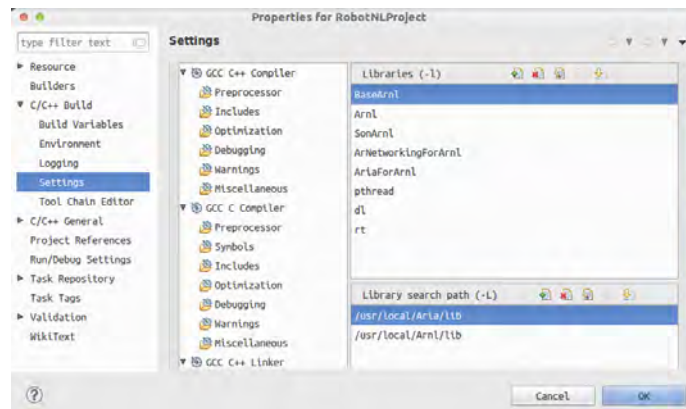 Properties for RobotNLProject
type filter text
Settings
Resource
Builders
C/C++ Build
Build Variables
Environment
Logging
Settings
Tool Chain Editor
C/C++ General
Project References
Run/Debug Settings
Task Repository
Task Tags
Validation
WikiText
GCC C++ Compiler
Preprocessor
Includes
Optimization
Debugging
Warnings
Miscellaneous
GCC C Compiler
Preprocessor
Symbols
Includes
Optimization
Debugging
Warnings
Miscellaneous
GCC C++ Linker
Libraries (-l)
BaseArnl
Arnl
SonArnl
ArNetworkingForArnl
AriaForArnl
pthread
dl
rt
Library search path (-L)
/usr/local/Aria/lib
/usr/local/Arnl/lib
?
Cancel
OK